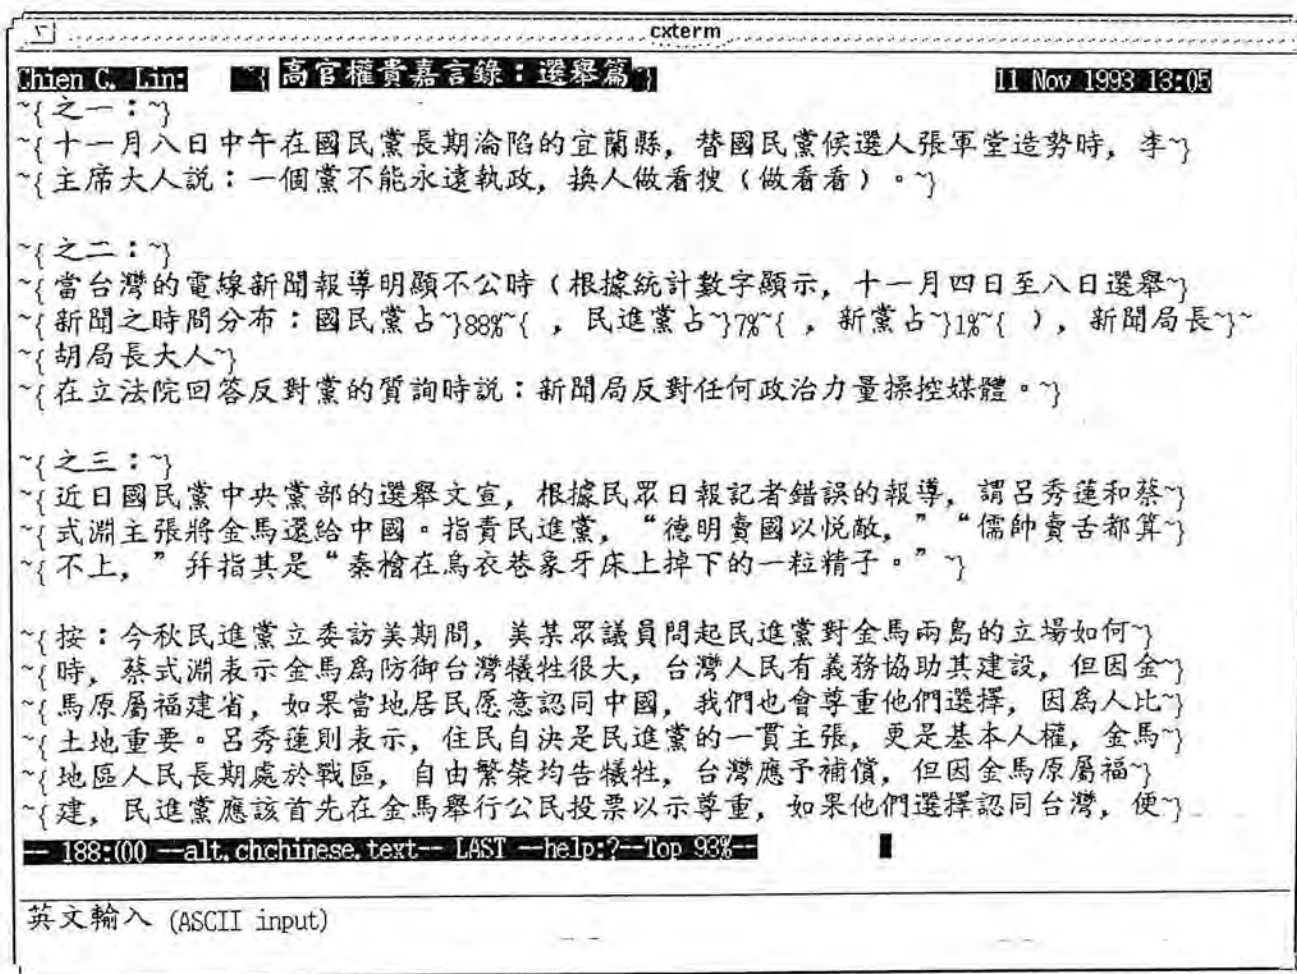 cxterm
Chien C. Lin: ~{ 高官權貴嘉言錄：選舉篇 ~} 11 Nov 1993 13:05
~{ 之一：~}
~{ 十一月八日中午在國民黨長期淪陷的宜蘭縣，替國民黨候選人張軍堂造勢時，李~}
~{ 主席大人説：一個黨不能永遠執政，換人做看搜（做看看）。~}
~{ 之二：~}
~{ 當台灣的電線新聞報導明顯不公時（根據統計數字顯示，十一月四日至八日選舉~}
~{ 新聞之時間分布：國民黨占~}88%~{ ，民進黨占~}7%~{ ，新黨占~}1%~{ ），新聞局長~}~
~{ 胡局長大人~}
~{ 在立法院回答反對黨的質詢時説：新聞局反對任何政治力量操控媒體。~}
~{ 之三：~}
~{ 近日國民黨中央黨部的選舉文宣，根據民眾日報記者錯誤的報導，謂呂秀蓮和蔡~}
~{ 式淵主張將金馬還給中國。指責民進黨，“德明賣國以悦敵，”“儒帥賣舌都算~}
~{ 不上，”并指其是“秦檜在烏衣巷象牙床上掉下的一粒精子。” ~}
~{ 按：今秋民進黨立委訪美期間，美某眾議員問起民進黨對金馬兩島的立場如何~}
~{ 時，蔡式淵表示金馬爲防御台灣犧牲很大，台灣人民有義務協助其建設，但因金~}
~{ 馬原屬福建省，如果當地居民愿意認同中國，我們也會尊重他們選擇，因爲人比~}
~{ 土地重要。呂秀蓮則表示，住民自決是民進黨的一貫主張，更是基本人權，金馬~}
~{ 地區人民長期處於戰區，自由繁榮均告犧牲，台灣應予補償，但因金馬原屬福~}
~{ 建，民進黨應該首先在金馬舉行公民投票以示尊重，如果他們選擇認同台灣，便~}
-- 188:(00 --alt.chchinese.text-- LAST --help:?--Top 93%--
英文輸入 (ASCII input)